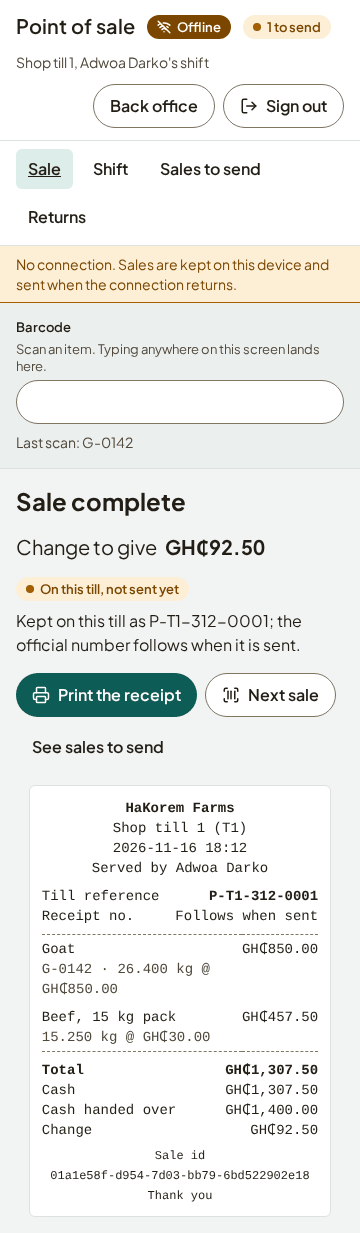 Point of sale
Offline
1 to send
Shop till 1, Adwoa Darko's shift
Back office
Sign out
Sale
Shift
Sales to send
Returns
No connection. Sales are kept on this device and
sent when the connection returns.
Barcode
Scan an item. Typing anywhere on this screen lands
here.
Last scan: G-0142
Sale complete
Change to give GH₵92.50
On this till, not sent yet
Kept on this till as P-T1-312-0001; the
official number follows when it is sent.
Print the receipt
Next sale
See sales to send
HaKorem Farms
Shop till 1 (T1)
2026-11-16 18:12
Served by Adwoa Darko
Till reference P-T1-312-0001
Receipt no. Follows when sent
Goat GH₵850.00
G-0142 · 26.400 kg @
GH₵850.00
Beef, 15 kg pack GH₵457.50
15.250 kg @ GH₵30.00
Total GH₵1,307.50
Cash GH₵1,307.50
Cash handed over GH₵1,400.00
Change GH₵92.50
Sale id
01a1e58f-d954-7d03-bb79-6bd522902e18
Thank you